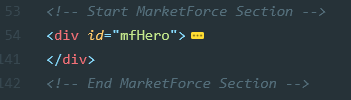 53 <!-- Start MarketForce Section -->
54 <div id="mfHero">
141 </div>
142 <!-- End MarketForce Section -->